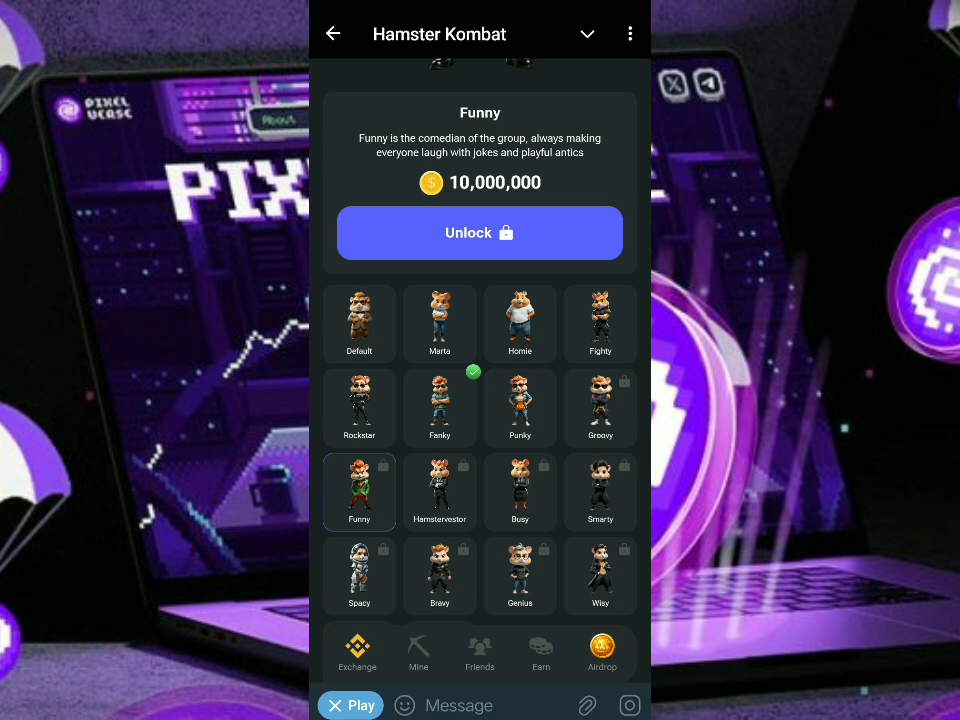 Hamster Kombat
PIXEL
VERSE
About
PIX
Funny
Funny is the comedian of the group, always making
everyone laugh with jokes and playful antics
10,000,000
Unlock
Default
Marta
Homie
Fighty
Rockstar
Fanky
Punky
Groovy
Funny
Hamstervestor
Busy
Smarty
Spacy
Bravy
Genius
Wisy
Exchange
Mine
Friends
Earn
Airdrop
Play
Message